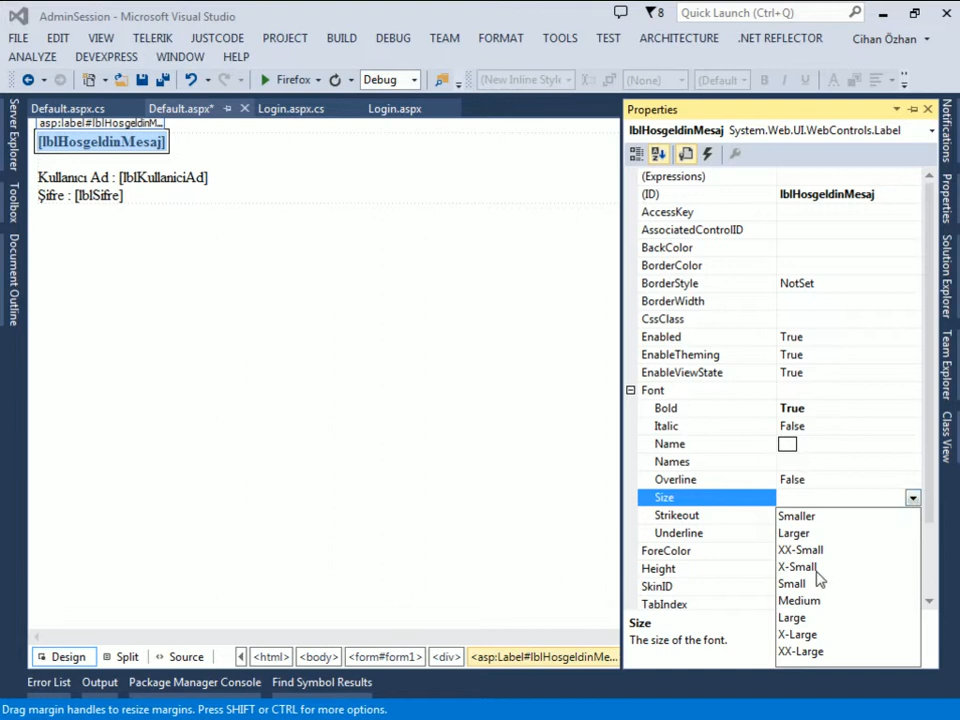 AdminSession - Microsoft Visual Studio
8
Quick Launch (Ctrl+Q)
FILE EDIT VIEW TELERIK JUSTCODE PROJECT BUILD DEBUG TEAM FORMAT TOOLS TEST ARCHITECTURE .NET REFLECTOR
Cihan Özhan
ANALYZE DEVEXPRESS WINDOW HELP
Firefox
Debug
(New Inline Style
(None)
(Default
B I U A
Server Explorer
Toolbox
Document Outline
Default.aspx.cs
Default.aspx*
Login.aspx.cs
Login.aspx
asp:label#lblHosgeldinM...
[lblHosgeldinMesaj]
Kullanıcı Ad : [lblKullaniciAd]
Şifre : [lblSifre]
Properties
lblHosgeldinMesaj System.Web.UI.WebControls.Label
(Expressions)
(ID) lblHosgeldinMesaj
AccessKey
AssociatedControlID
BackColor
BorderColor
BorderStyle NotSet
BorderWidth
CssClass
Enabled True
EnableTheming True
EnableViewState True
Font
Bold True
Italic False
Name
Names
Overline False
Size
Strikeout
Underline
ForeColor
Height
SkinID
TabIndex
Smaller
Larger
XX-Small
X-Small
Small
Medium
Large
X-Large
XX-Large
Size
The size of the font.
Notifications
Properties
Solution Explorer
Team Explorer
Class View
Design
Split
Source
<html>
<body>
<form#form1>
<div>
<asp:Label#lblHosgeldinMe...
Error List Output Package Manager Console Find Symbol Results
Drag margin handles to resize margins. Press SHIFT or CTRL for more options.